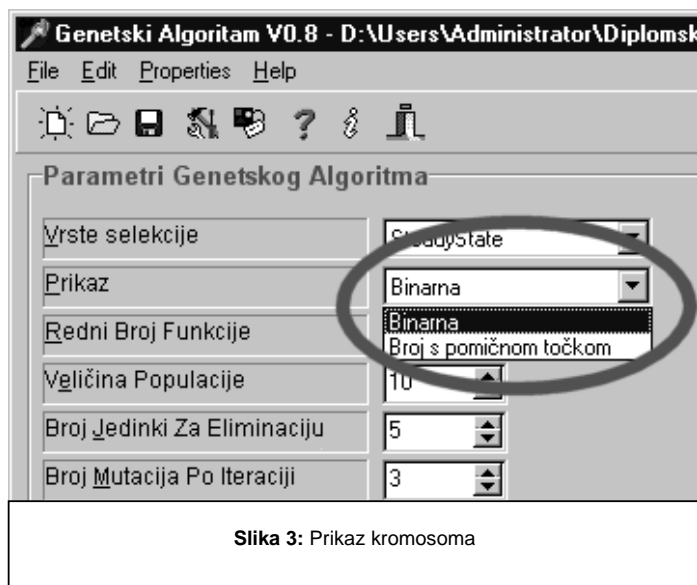 Genetski Algoritam V0.8 - D:\Users\Administrator\Diplomsk
File Edit Properties Help
Parametri Genetskog Algoritma
Vrste selekcije SteadyState
Prikaz Binarna
Binarna
Redni Broj Funkcije
Broj s pomičnom točkom
Veličina Populacije 10
Broj Jedinki Za Eliminaciju 5
Broj Mutacija Po Iteraciji 3
Slika 3: Prikaz kromosoma